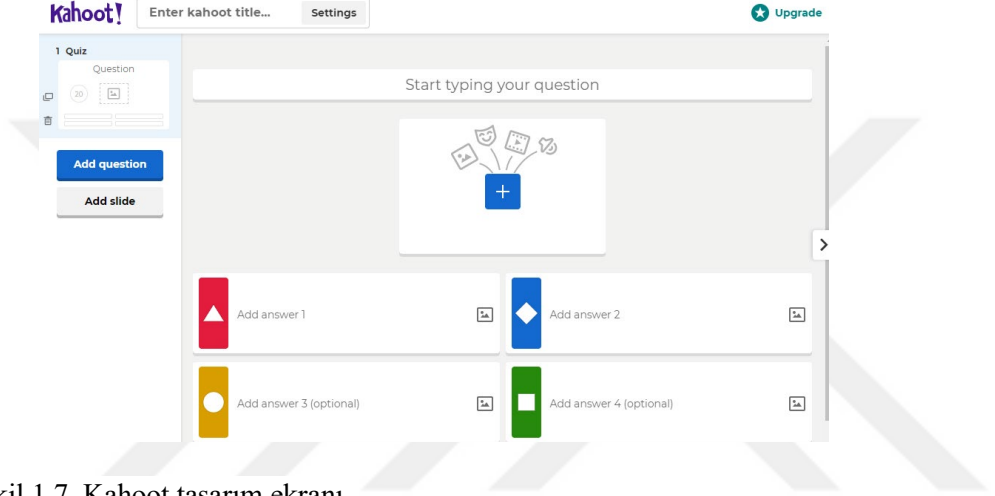 Kahoot! Enter kahoot title... Settings Upgrade
1 Quiz
Question
20
Add question
Add slide
Start typing your question
Add answer 1
Add answer 2
Add answer 3 (optional)
Add answer 4 (optional)
1.7. Kahoot tasarım ekranı